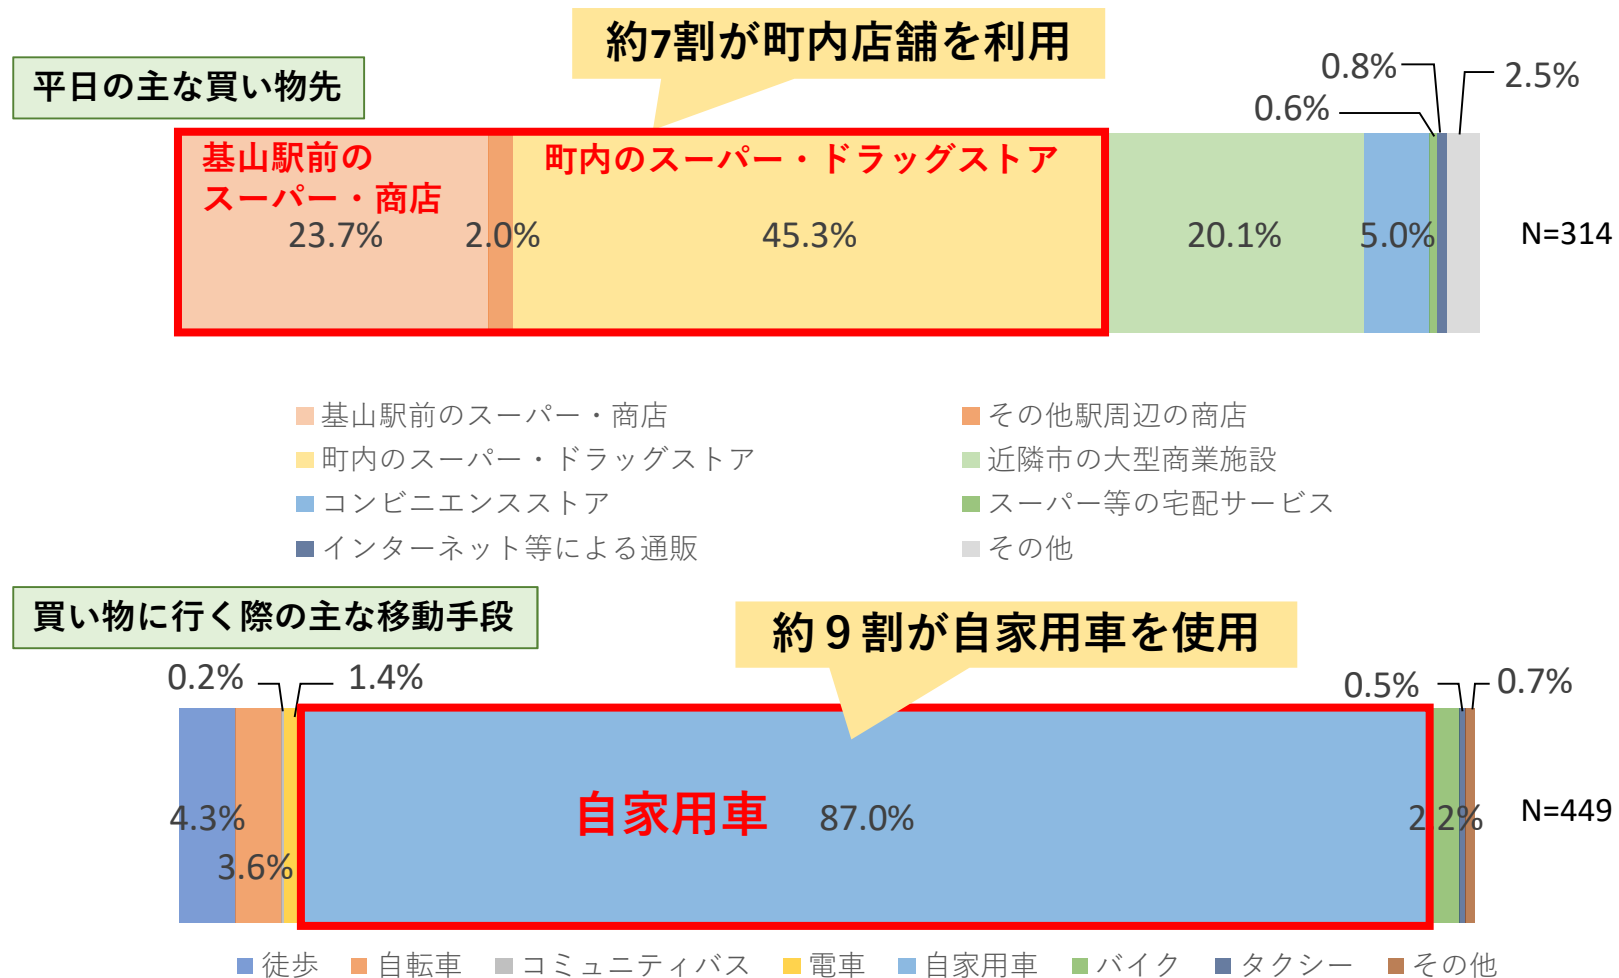 約7割が町内店舗を利用
平日の主な買い物先
0.8%
2.5%
0.6%
基山駅前の
スーパー・商店
町内のスーパー・ドラッグストア
23.7%
2.0%
45.3%
20.1%
5.0%
N=314
基山駅前のスーパー・商店
その他駅周辺の商店
町内のスーパー・ドラッグストア
近隣市の大型商業施設
コンビニエンスストア
スーパー等の宅配サービス
インターネット等による通販
その他
買い物に行く際の主な移動手段
約９割が自家用車を使用
0.2%
1.4%
0.5%
0.7%
4.3%
3.6%
自家用車
87.0%
2.2%
N=449
徒歩 自転車 コミュニティバス 電車 自家用車 バイク タクシー その他